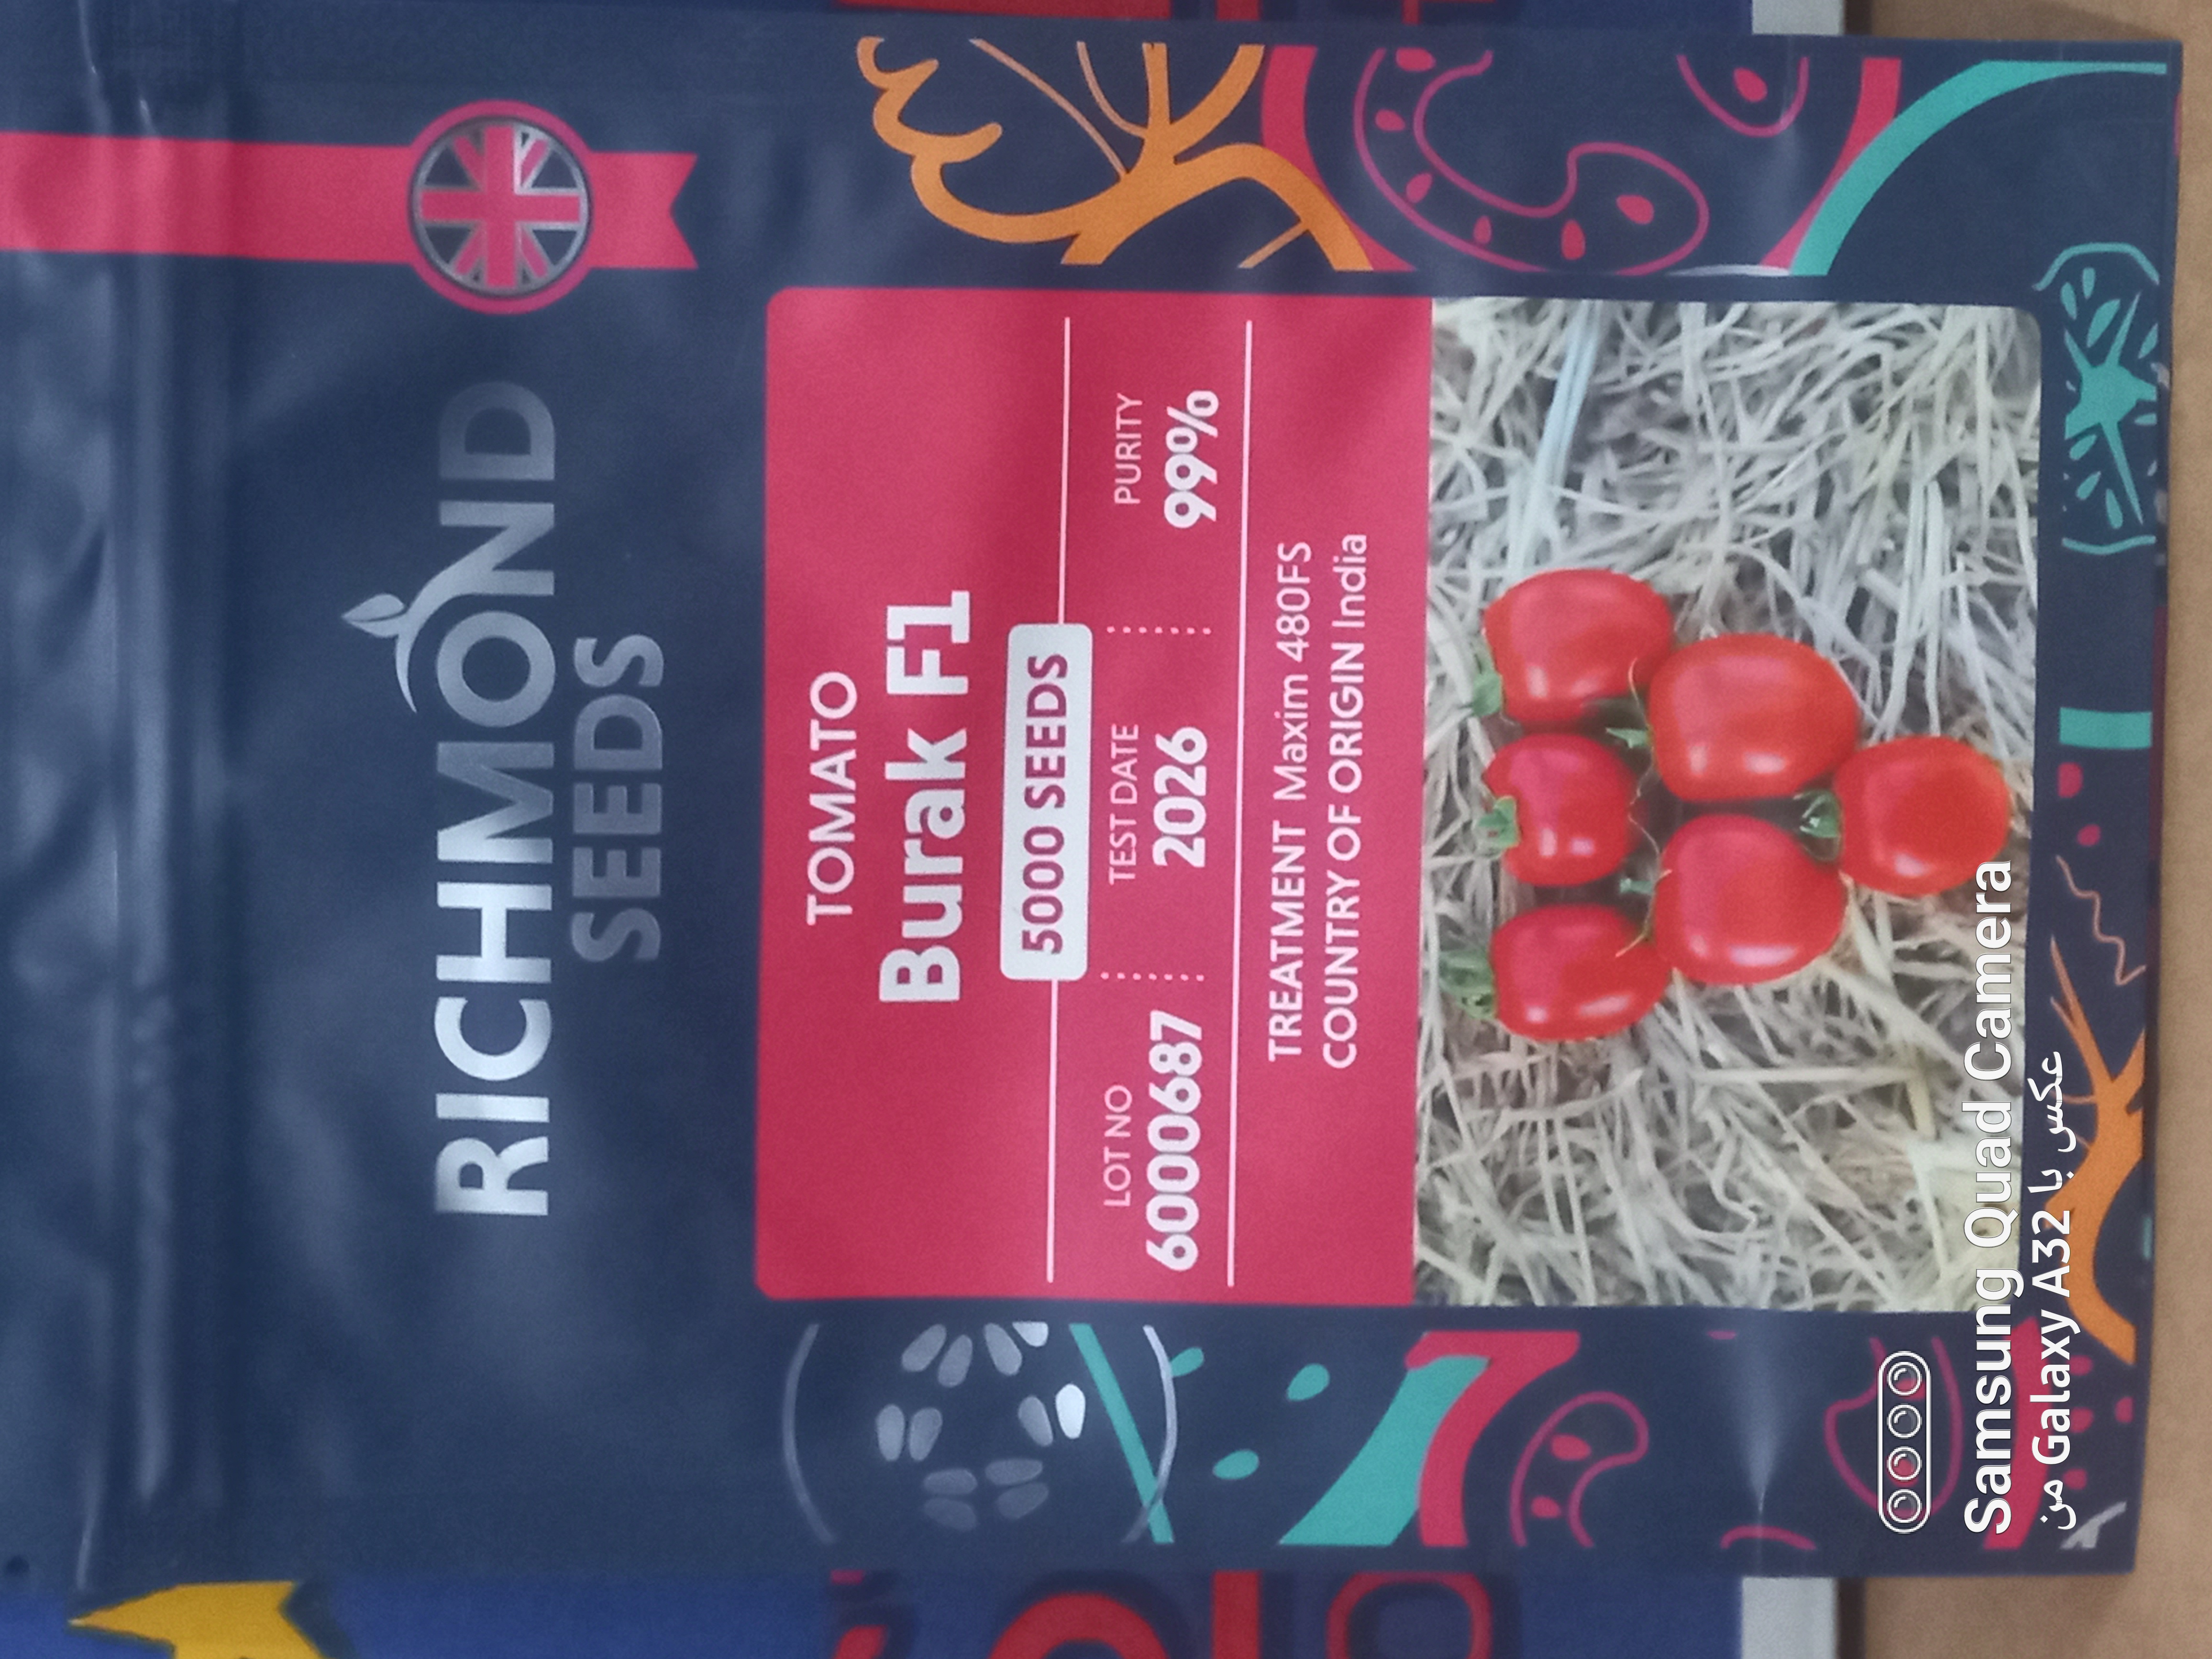 RICHMOND
SEEDS
TOMATO
Burak F1
5000 SEEDS
LOT NO
6000687
TEST DATE
2026
PURITY
99%
TREATMENT Maxim 480FS
COUNTRY OF ORIGIN India
Samsung Quad Camera
عکس با Galaxy A32 من